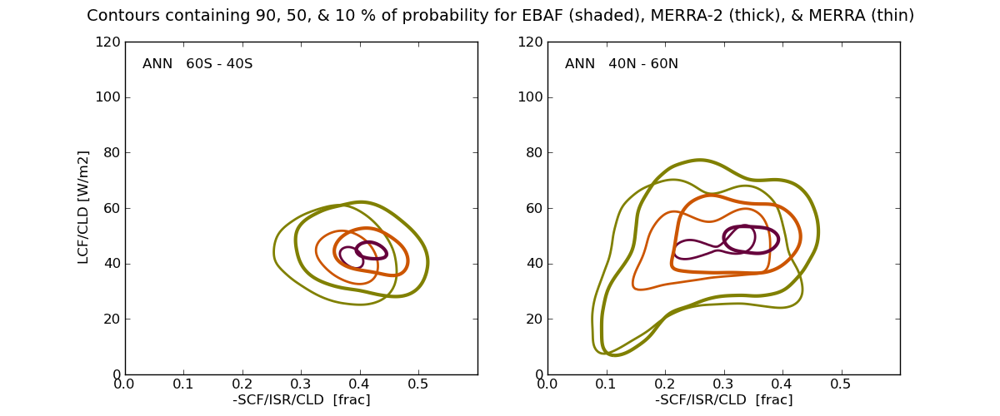 Contours containing 90, 50, & 10 % of probability for EBAF (shaded), MERRA-2 (thick), & MERRA (thin)
ANN 60S - 40S
120
100
80
60
40
20
0
LCF/CLD [W/m2]
0.0 0.1 0.2 0.3 0.4 0.5
-SCF/ISR/CLD [frac]
ANN 40N - 60N
120
100
80
60
40
20
0
0.0 0.1 0.2 0.3 0.4 0.5
-SCF/ISR/CLD [frac]